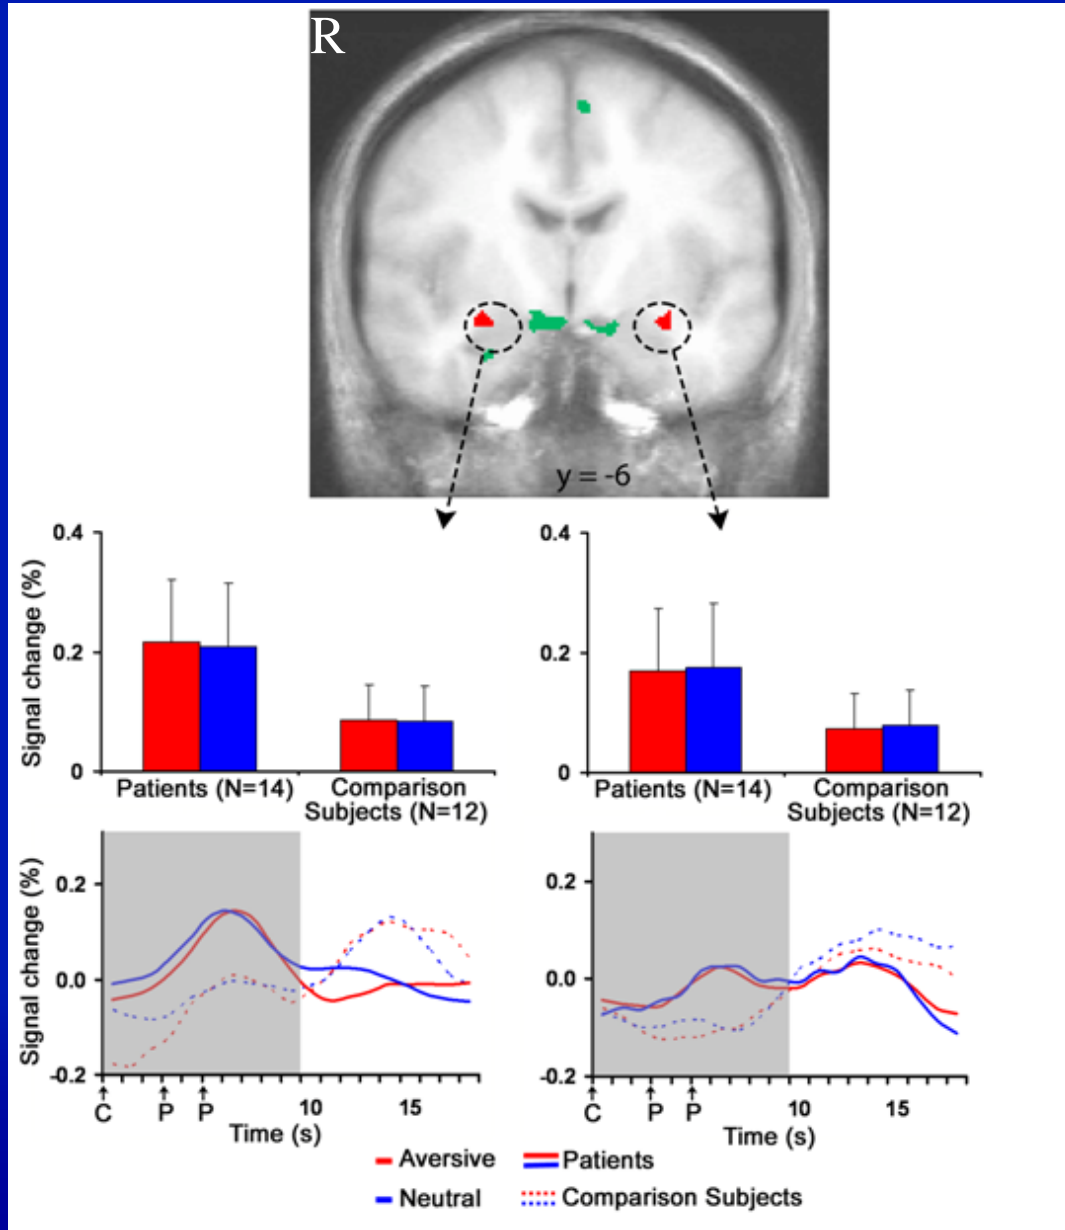 R
y = -6
0.4
0.2
0
Signal change (%)
Patients (N=14)
Comparison
Subjects (N=12)
0.4
0.2
0
Patients (N=14)
Comparison
Subjects (N=12)
0.2
0.0
-0.2
Signal change (%)
C P P 10 15
Time (s)
0.2
0.0
-0.2
C P P 10 15
Time (s)
Aversive Patients
Neutral Comparison Subjects